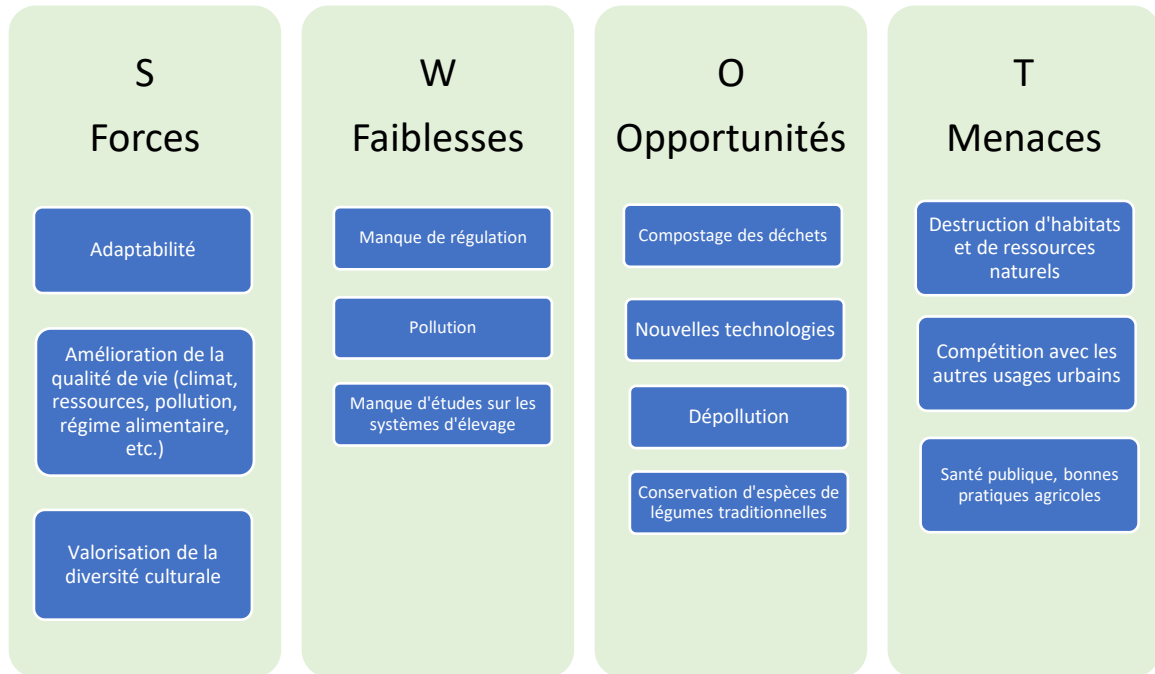 S
Forces
Adaptabilité
Amélioration de la
qualité de vie (climat,
ressources, pollution,
régime alimentaire,
etc.)
Valorisation de la
diversité culturale
W
Faiblesses
Manque de régulation
Pollution
Manque d'études sur les
systèmes d'élevage
O
Opportunités
Compostage des déchets
Nouvelles technologies
Dépollution
Conservation d'espèces de
légumes traditionnelles
T
Menaces
Destruction d'habitats
et de ressources
naturels
Compétition avec les
autres usages urbains
Santé publique, bonnes
pratiques agricoles